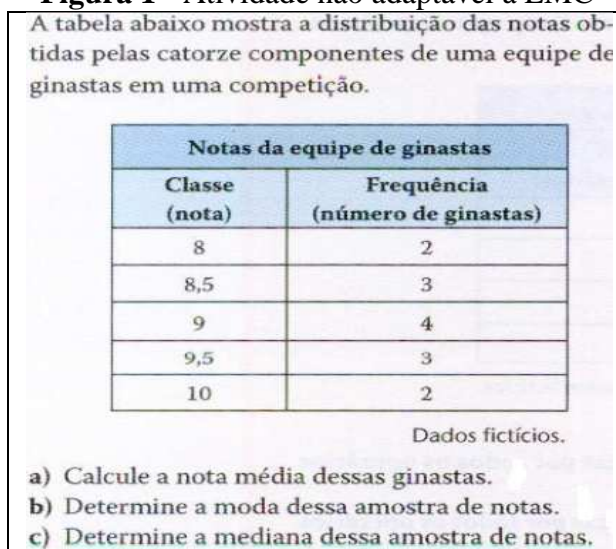 Figura 1 - Atividade não adaptável à EMC
A tabela abaixo mostra a distribuição das notas ob-
tidas pelas catorze componentes de uma equipe de
ginastas em uma competição.
Notas da equipe de ginastas
Classe Frequência
(nota) (número de ginastas)
8 2
8,5 3
9 4
9,5 3
10 2
Dados fictícios.
a) Calcule a nota média dessas ginastas.
b) Determine a moda dessa amostra de notas.
c) Determine a mediana dessa amostra de notas.